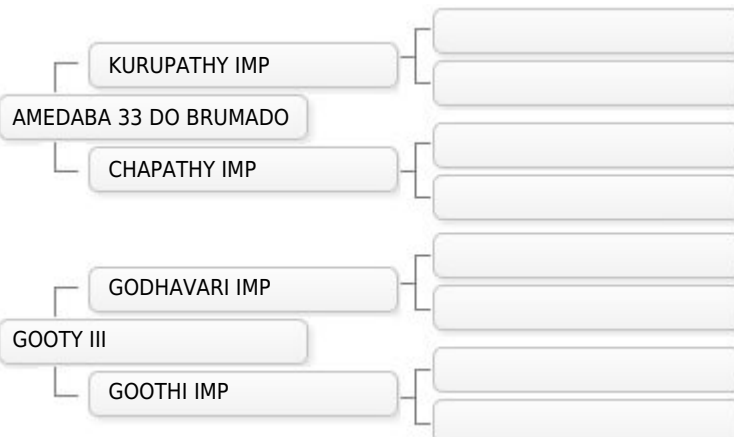 KURUPATHY IMP
AMEDABA 33 DO BRUMADO
CHAPATHY IMP
GODHAVARI IMP
GOOTY III
GOOTHI IMP